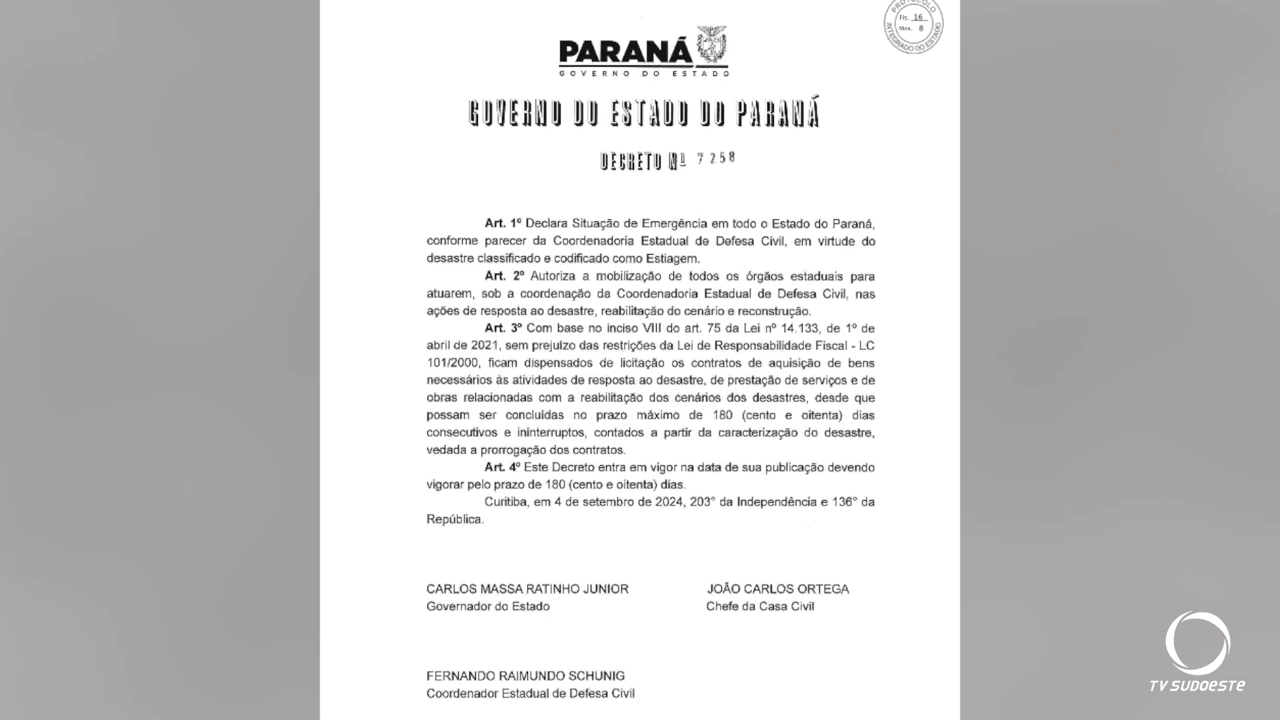 PROTOCOLO
Fls. 16
Mov. 8
INTEGRADO DO ESTADO
PARANÁ
GOVERNO DO ESTADO
GOVERNO DO ESTADO DO PARANÁ
DECRETO Nº 7258
Art. 1º Declara Situação de Emergência em todo o Estado do Paraná,
conforme parecer da Coordenadoria Estadual de Defesa Civil, em virtude do
desastre classificado e codificado como Estiagem.
Art. 2º Autoriza a mobilização de todos os órgãos estaduais para
atuarem, sob a coordenação da Coordenadoria Estadual de Defesa Civil, nas
ações de resposta ao desastre, reabilitação do cenário e reconstrução.
Art. 3º Com base no inciso VIII do art. 75 da Lei nº 14.133, de 1º de
abril de 2021, sem prejuízo das restrições da Lei de Responsabilidade Fiscal - LC
101/2000, ficam dispensados de licitação os contratos de aquisição de bens
necessários às atividades de resposta ao desastre, de prestação de serviços e de
obras relacionadas com a reabilitação dos cenários dos desastres, desde que
possam ser concluídas no prazo máximo de 180 (cento e oitenta) dias
consecutivos e ininterruptos, contados a partir da caracterização do desastre,
vedada a prorrogação dos contratos.
Art. 4º Este Decreto entra em vigor na data de sua publicação devendo
vigorar pelo prazo de 180 (cento e oitenta) dias.
Curitiba, em 4 de setembro de 2024, 203° da Independência e 136° da
República.
CARLOS MASSA RATINHO JUNIOR
Governador do Estado
JOÃO CARLOS ORTEGA
Chefe da Casa Civil
FERNANDO RAIMUNDO SCHUNIG
Coordenador Estadual de Defesa Civil
TV SUDOESTE